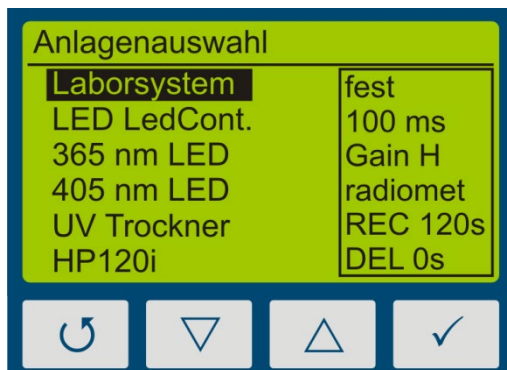 Anlagenauswahl
Laborsystem
LED LedCont.
365 nm LED
405 nm LED
UV Trockner
HP120i
fest
100 ms
Gain H
radiomet
REC 120s
DEL 0s